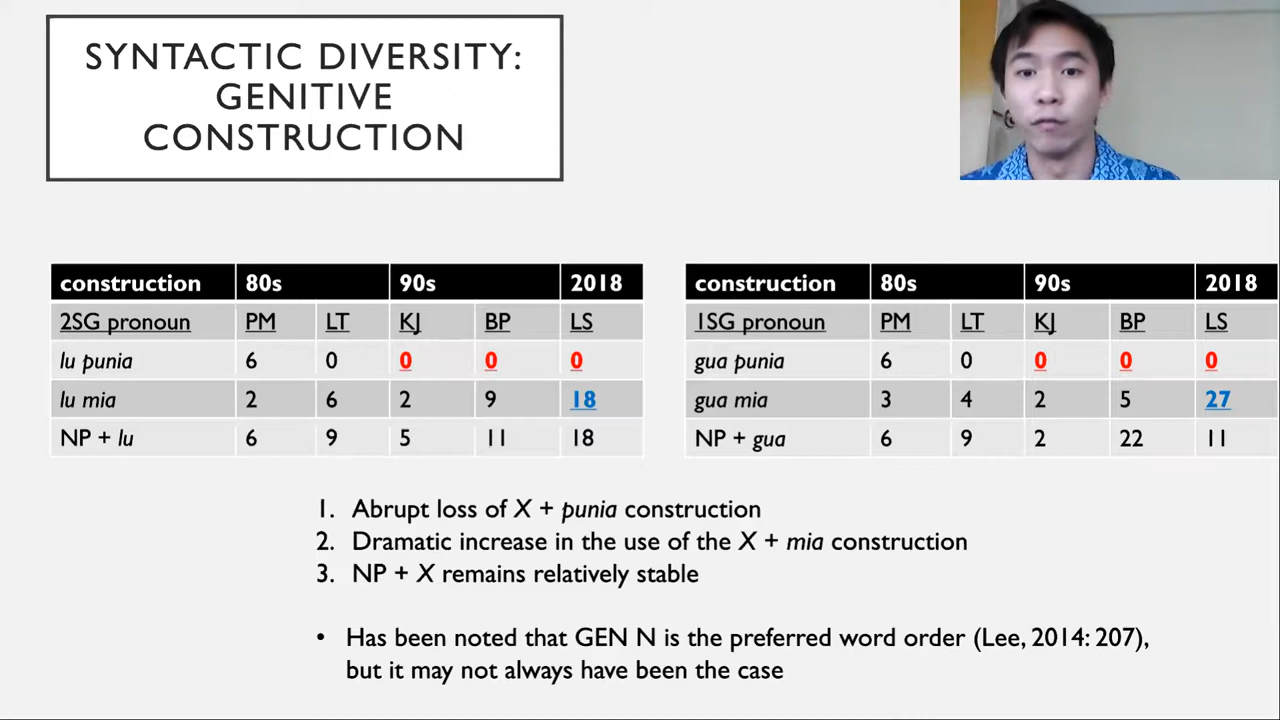 SYNTACTIC DIVERSITY:
GENITIVE
CONSTRUCTION
construction 80s 90s 2018
2SG pronoun PM LT KJ BP LS
lu punia 6 0 0 0 0
lu mia 2 6 2 9 18
NP + lu 6 9 5 11 18
construction 80s 90s 2018
1SG pronoun PM LT KJ BP LS
gua punia 6 0 0 0 0
gua mia 3 4 2 5 27
NP + gua 6 9 2 22 11
1. Abrupt loss of X + punia construction
2. Dramatic increase in the use of the X + mia construction
3. NP + X remains relatively stable
• Has been noted that GEN N is the preferred word order (Lee, 2014: 207),
but it may not always have been the case